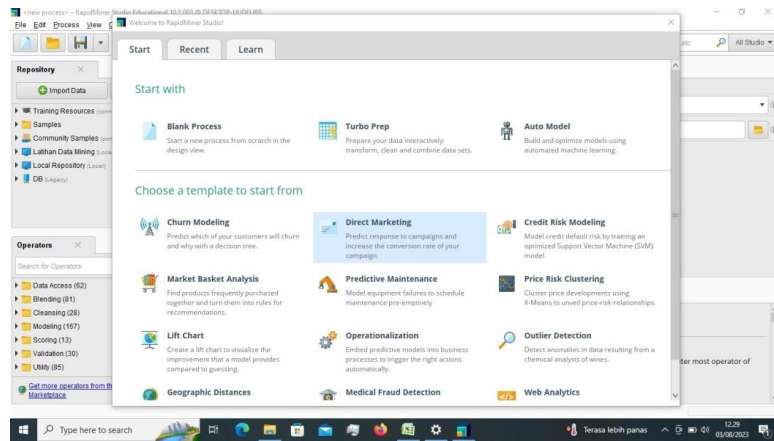 <new process> - RapidMiner Studio Educational 10.1.001 @ DESKTOP-
File Edit Process View
Welcome to RapidMiner Studio!
etc
All Studio
Start
Recent
Learn
Repository
Import Data
Training Resources
Samples
Community Samples
Latihan Data Mining
Local Repository (Local)
DB (Legacy)
Operators
Search for Operators
Data Access (62)
Blending (81)
Cleansing (28)
Modeling (167)
Scoring (13)
Validation (30)
Utility (85)
Get more operators from th
Marketplace
Start with
Blank Process
Start a new process from scratch in the
design view.
Turbo Prep
Prepare your data interactively:
transform, clean and combine data sets.
Auto Model
Build and optimize models using
automated machine learning.
Choose a template to start from
Churn Modeling
Predict which of your customers will churn
and why with a decision tree.
Direct Marketing
Predict response to campaigns and
increase the conversion rate of your
campaign.
Credit Risk Modeling
Model credit default risk by training an
optimized Support Vector Machine (SVM)
model.
Market Basket Analysis
Find products frequently purchased
together and turn them into rules for
recommendations.
Predictive Maintenance
Model equipment failures to schedule
maintenance pre-emptively
Price Risk Clustering
Cluster price developments using
X-Means to unveil price-risk-relationships.
Lift Chart
Create a lift chart to visualize the
improvement that a model provides
compared to guessing.
Operationalization
Embed predictive models into business
processes to trigger the right actions
automatically.
Outlier Detection
Detect anomalies in data resulting from a
chemical analysis of wines.
Geographic Distances
Medical Fraud Detection
Web Analytics
ter most operator of
Type here to search
Terasa lebih panas
12.29
03/08/2023